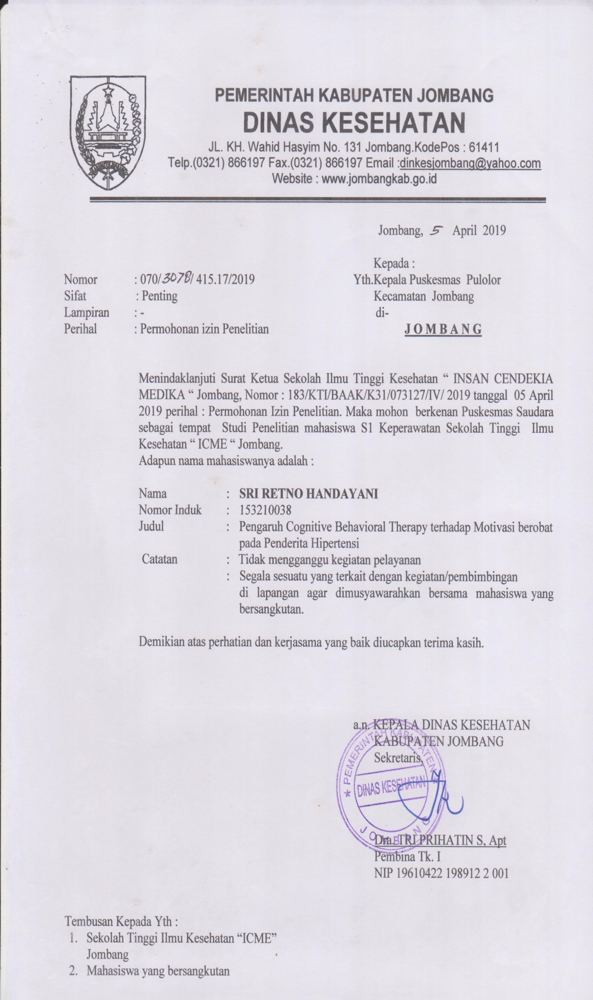 PEMERINTAH KABUPATEN JOMBANG
DINAS KESEHATAN
JL. KH. Wahid Hasyim No. 131 Jombang.KodePos : 61411
Telp.(0321) 866197 Fax.(0321) 866197 Email :dinkesjombang@yahoo.com
Website : www.jombangkab.go.id
Jombang, 5 April 2019
Kepada :
Nomor : 070/3078/ 415.17/2019 Yth.Kepala Puskesmas Pulolor
Sifat : Penting Kecamatan Jombang
Lampiran : - di-
Perihal : Permohonan izin Penelitian J O M B A N G
Menindaklanjuti Surat Ketua Sekolah Ilmu Tinggi Kesehatan “ INSAN CENDEKIA
MEDIKA “ Jombang, Nomor : 183/KTI/BAAK/K31/073127/IV/ 2019 tanggal 05 April
2019 perihal : Permohonan Izin Penelitian. Maka mohon berkenan Puskesmas Saudara
sebagai tempat Studi Penelitian mahasiswa S1 Keperawatan Sekolah Tinggi Ilmu
Kesehatan “ ICME “ Jombang.
Adapun nama mahasiswanya adalah :
Nama : SRI RETNO HANDAYANI
Nomor Induk : 153210038
Judul : Pengaruh Cognitive Behavioral Therapy terhadap Motivasi berobat
pada Penderita Hipertensi
Catatan : Tidak mengganggu kegiatan pelayanan
: Segala sesuatu yang terkait dengan kegiatan/pembimbingan
di lapangan agar dimusyawarahkan bersama mahasiswa yang
bersangkutan.
Demikian atas perhatian dan kerjasama yang baik diucapkan terima kasih.
a.n. KEPALA DINAS KESEHATAN
KABUPATEN JOMBANG
Sekretaris,
PEMERINTAH KABUPATEN
DINAS KESEHATAN
JOMBANG
Dra. TRI PRIHATIN S, Apt
Pembina Tk. I
NIP 19610422 198912 2 001
Tembusan Kepada Yth :
1. Sekolah Tinggi Ilmu Kesehatan “ICME”
Jombang
2. Mahasiswa yang bersangkutan